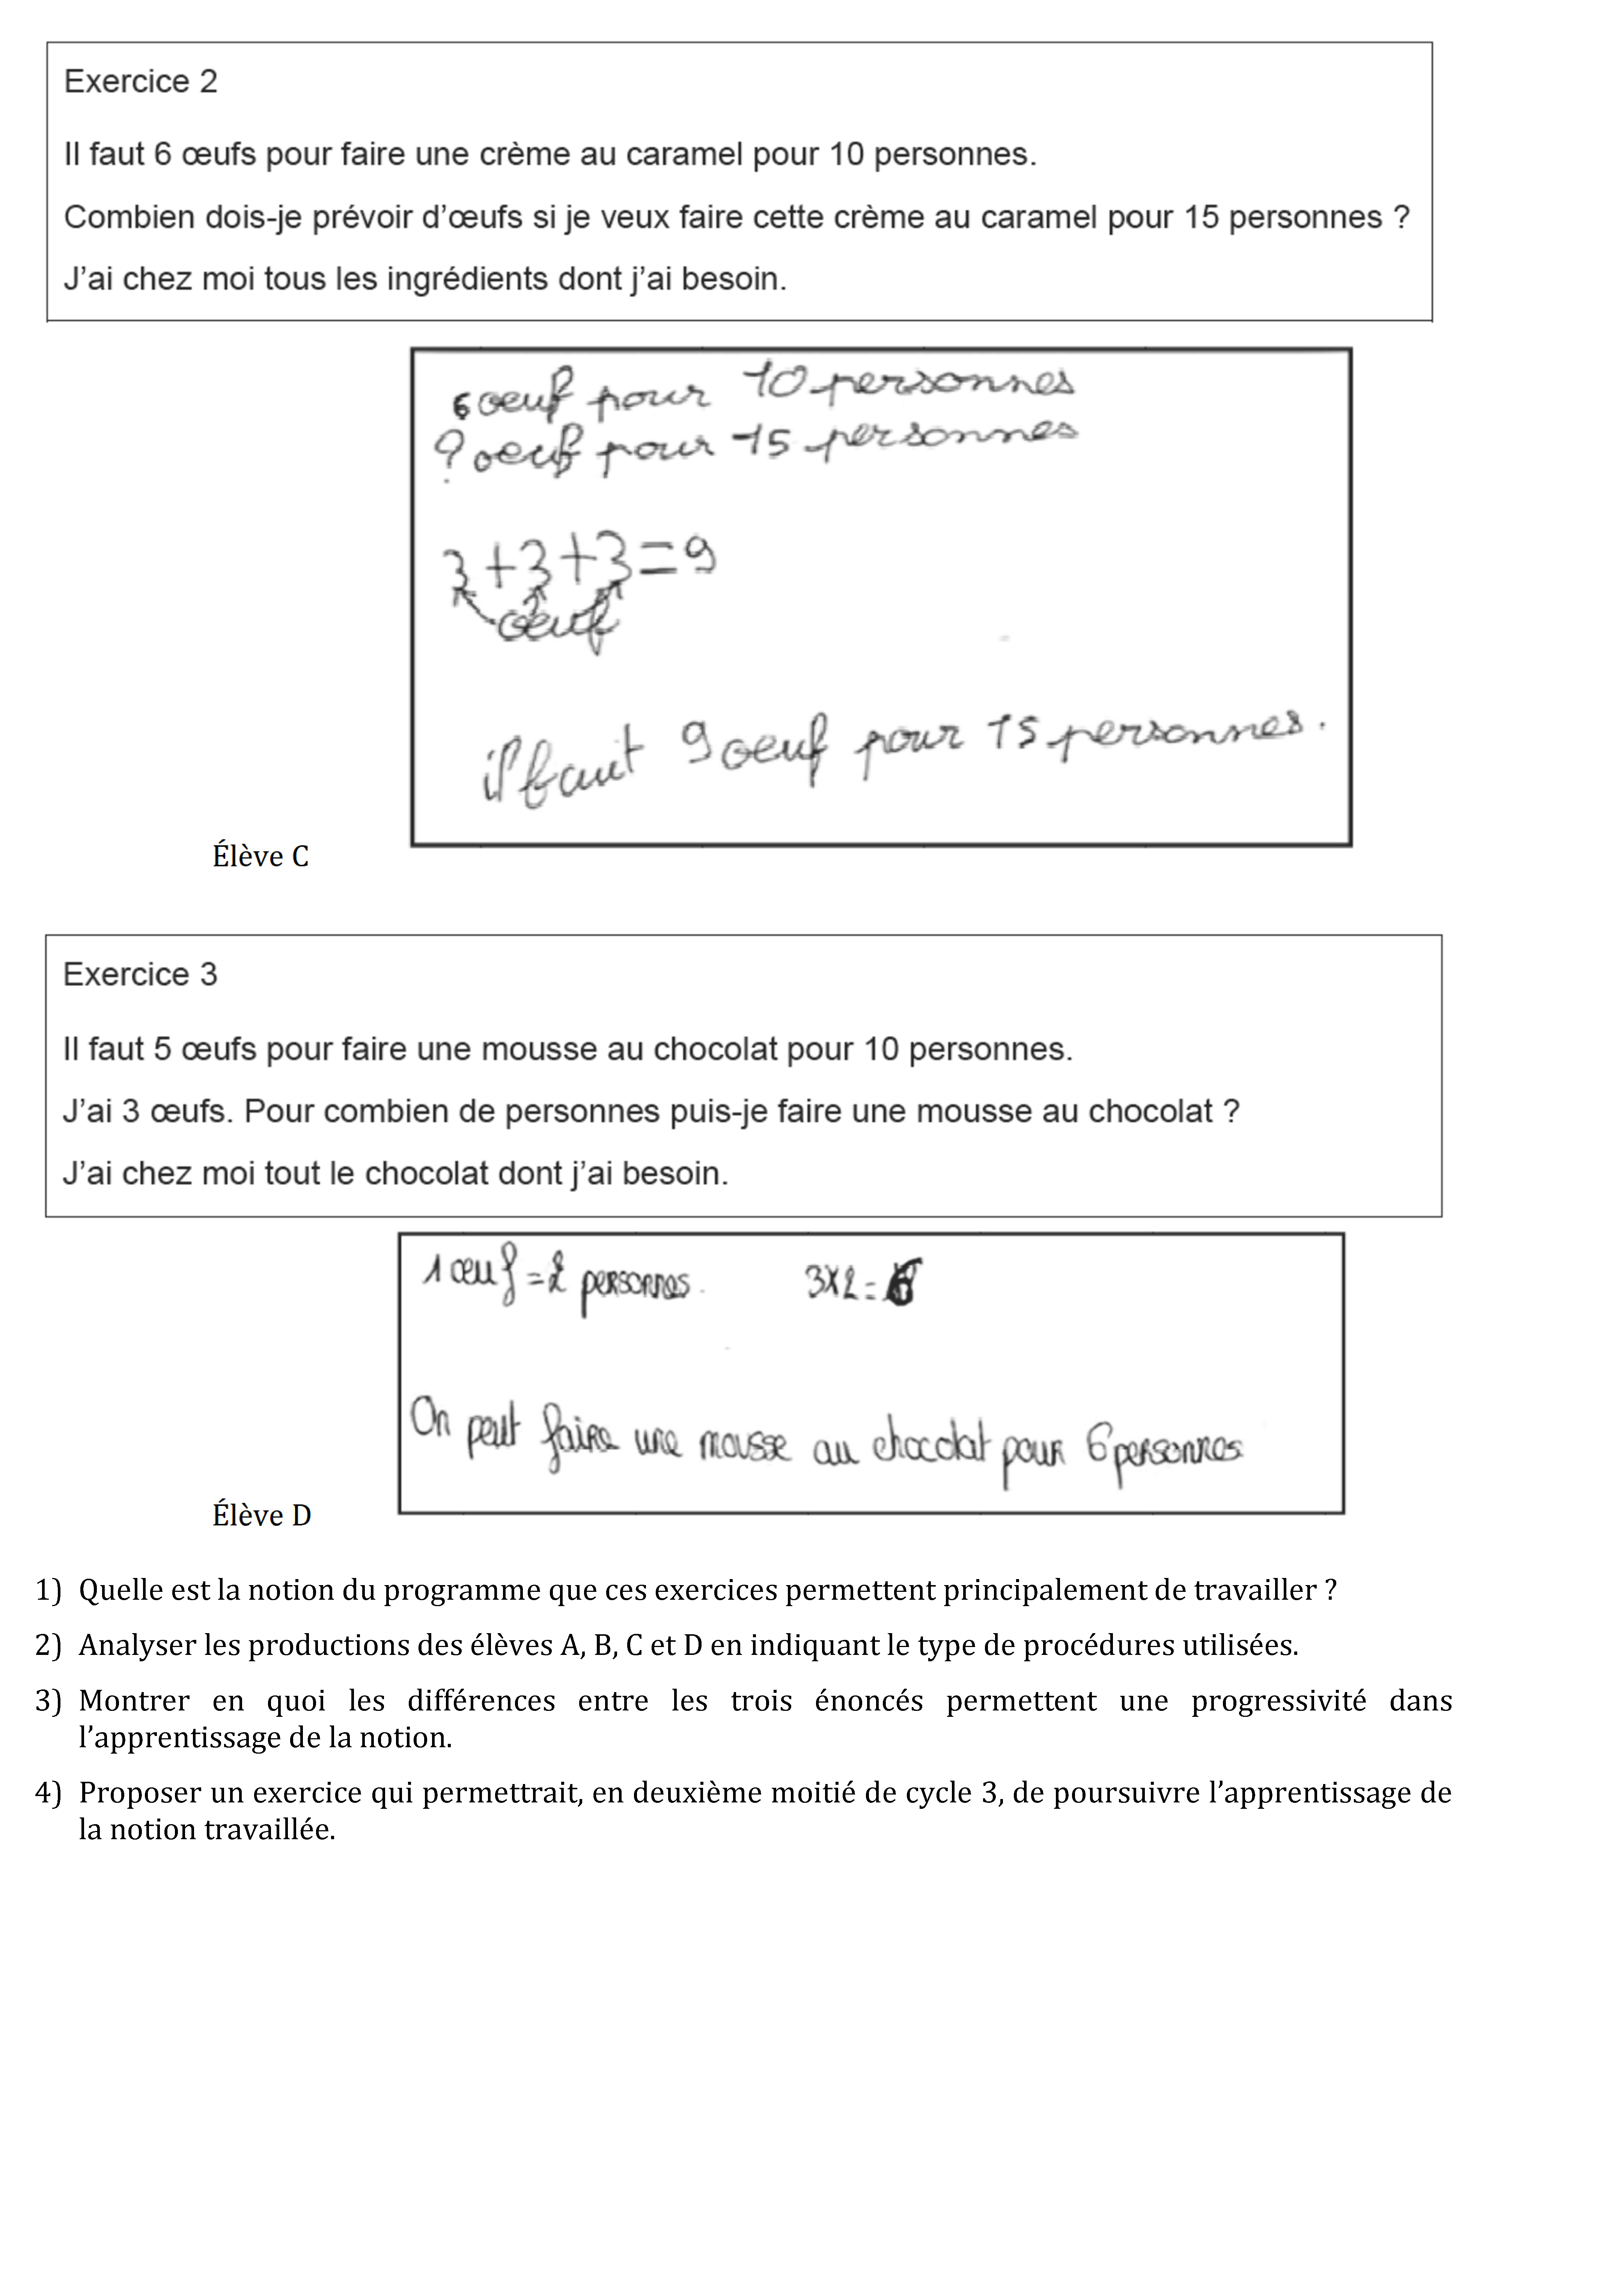 Exercice 2
Il faut 6 œufs pour faire une crème au caramel pour 10 personnes.
Combien dois-je prévoir d'œufs si je veux faire cette crème au caramel pour 15 personnes ?
J'ai chez moi tous les ingrédients dont j'ai besoin.
6 oeuf pour 10 personnes
? oeuf pour 15 personnes
3+3+3=9
oeuf
il faut 9 oeuf pour 15 personnes.
Élève C
Exercice 3
Il faut 5 œufs pour faire une mousse au chocolat pour 10 personnes.
J'ai 3 œufs. Pour combien de personnes puis-je faire une mousse au chocolat ?
J'ai chez moi tout le chocolat dont j'ai besoin.
1 œuf = 2 personnes. 3x2=6
On peut faire une mousse au chocolat pour 6 personnes
Élève D
1) Quelle est la notion du programme que ces exercices permettent principalement de travailler ?
2) Analyser les productions des élèves A, B, C et D en indiquant le type de procédures utilisées.
3) Montrer en quoi les différences entre les trois énoncés permettent une progressivité dans
l'apprentissage de la notion.
4) Proposer un exercice qui permettrait, en deuxième moitié de cycle 3, de poursuivre l'apprentissage de
la notion travaillée.